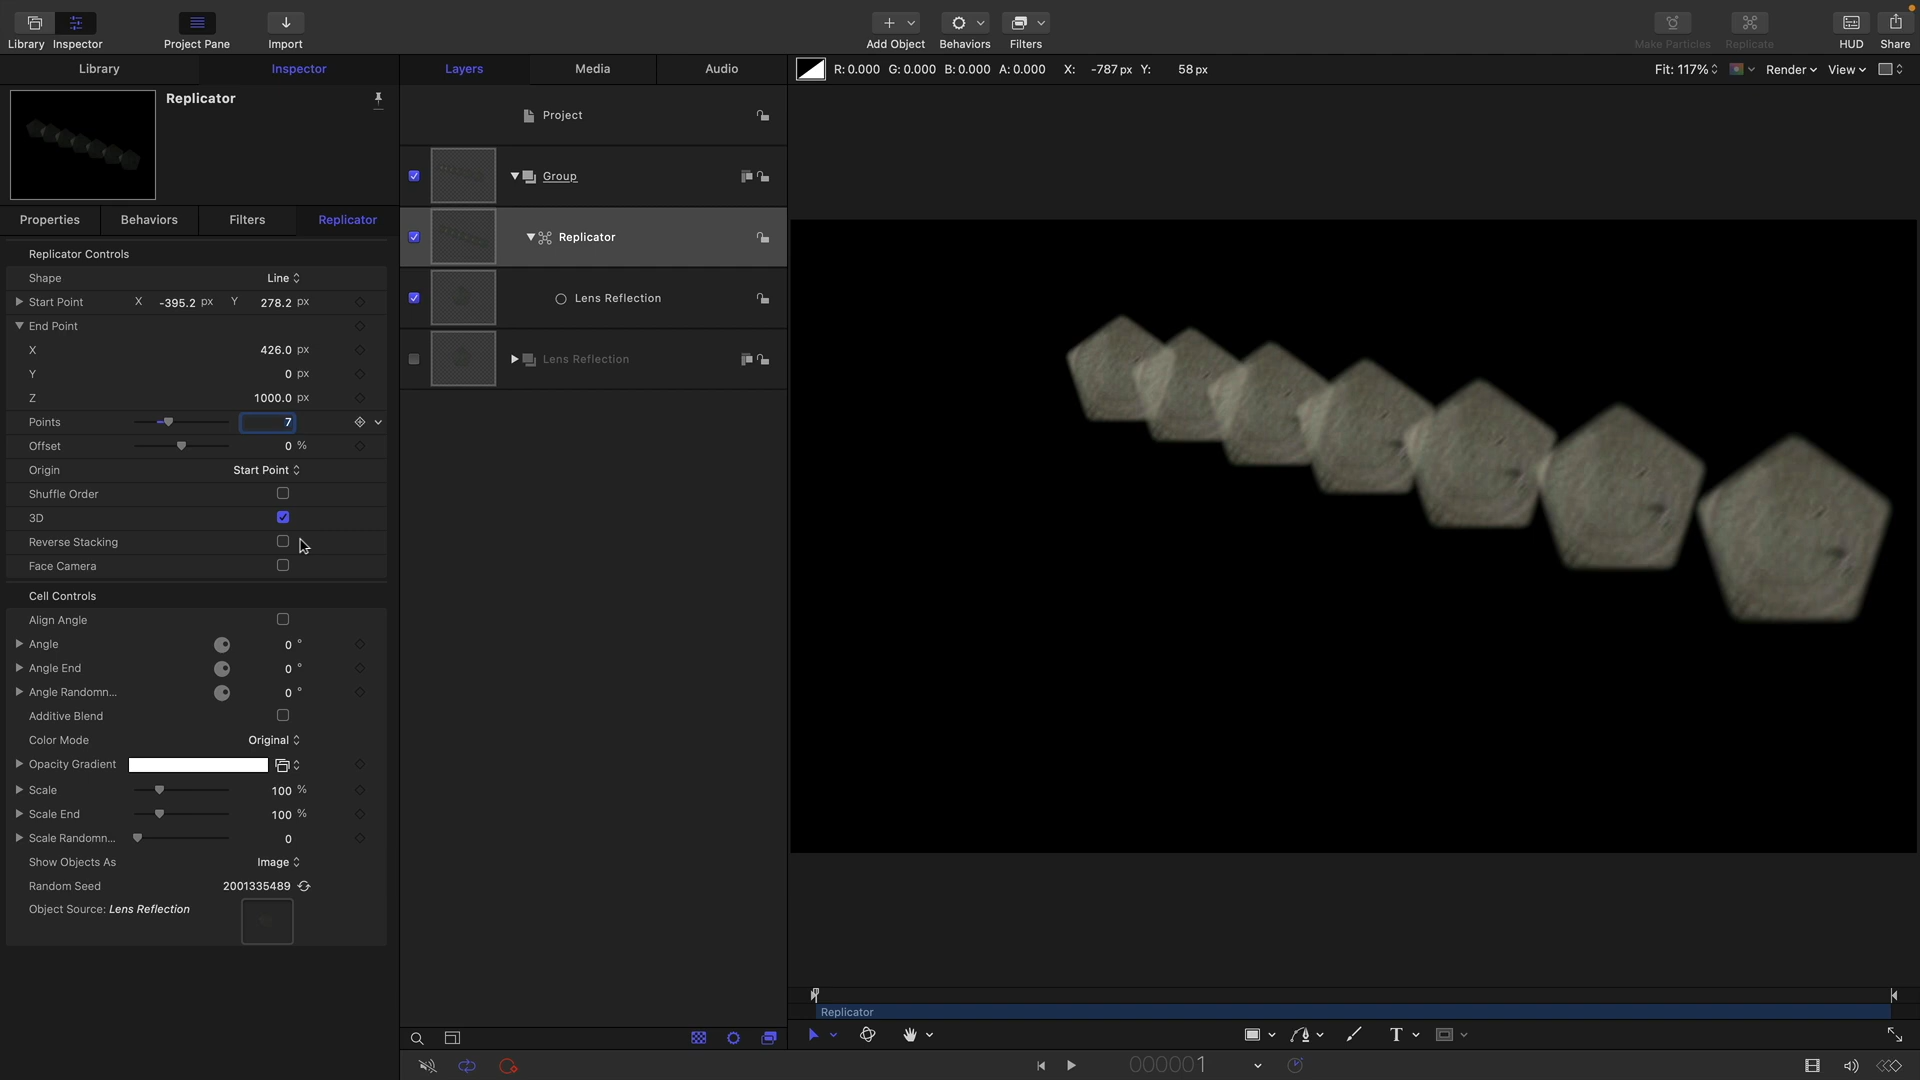 Library Inspector
Project Pane
Import
Add Object
Behaviors
Filters
Make Particles
Replicate
HUD
Share
Library
Inspector
Layers
Media
Audio
R: 0.000 G: 0.000 B: 0.000 A: 0.000 X: -787 px Y: 58 px
Fit: 117%
Render
View
Replicator
Properties
Behaviors
Filters
Replicator
Replicator Controls
Shape Line
Start Point X -395.2 px Y 278.2 px
End Point
X 426.0 px
Y 0 px
Z 1000.0 px
Points 7
Offset 0 %
Origin Start Point
Shuffle Order
3D
Reverse Stacking
Face Camera
Cell Controls
Align Angle
Angle 0 °
Angle End 0 °
Angle Randomn... 0 °
Additive Blend
Color Mode Original
Opacity Gradient
Scale 100 %
Scale End 100 %
Scale Randomn... 0
Show Objects As Image
Random Seed 2001335489
Object Source: Lens Reflection
Project
Group
Replicator
Lens Reflection
Lens Reflection
Replicator
T
000001